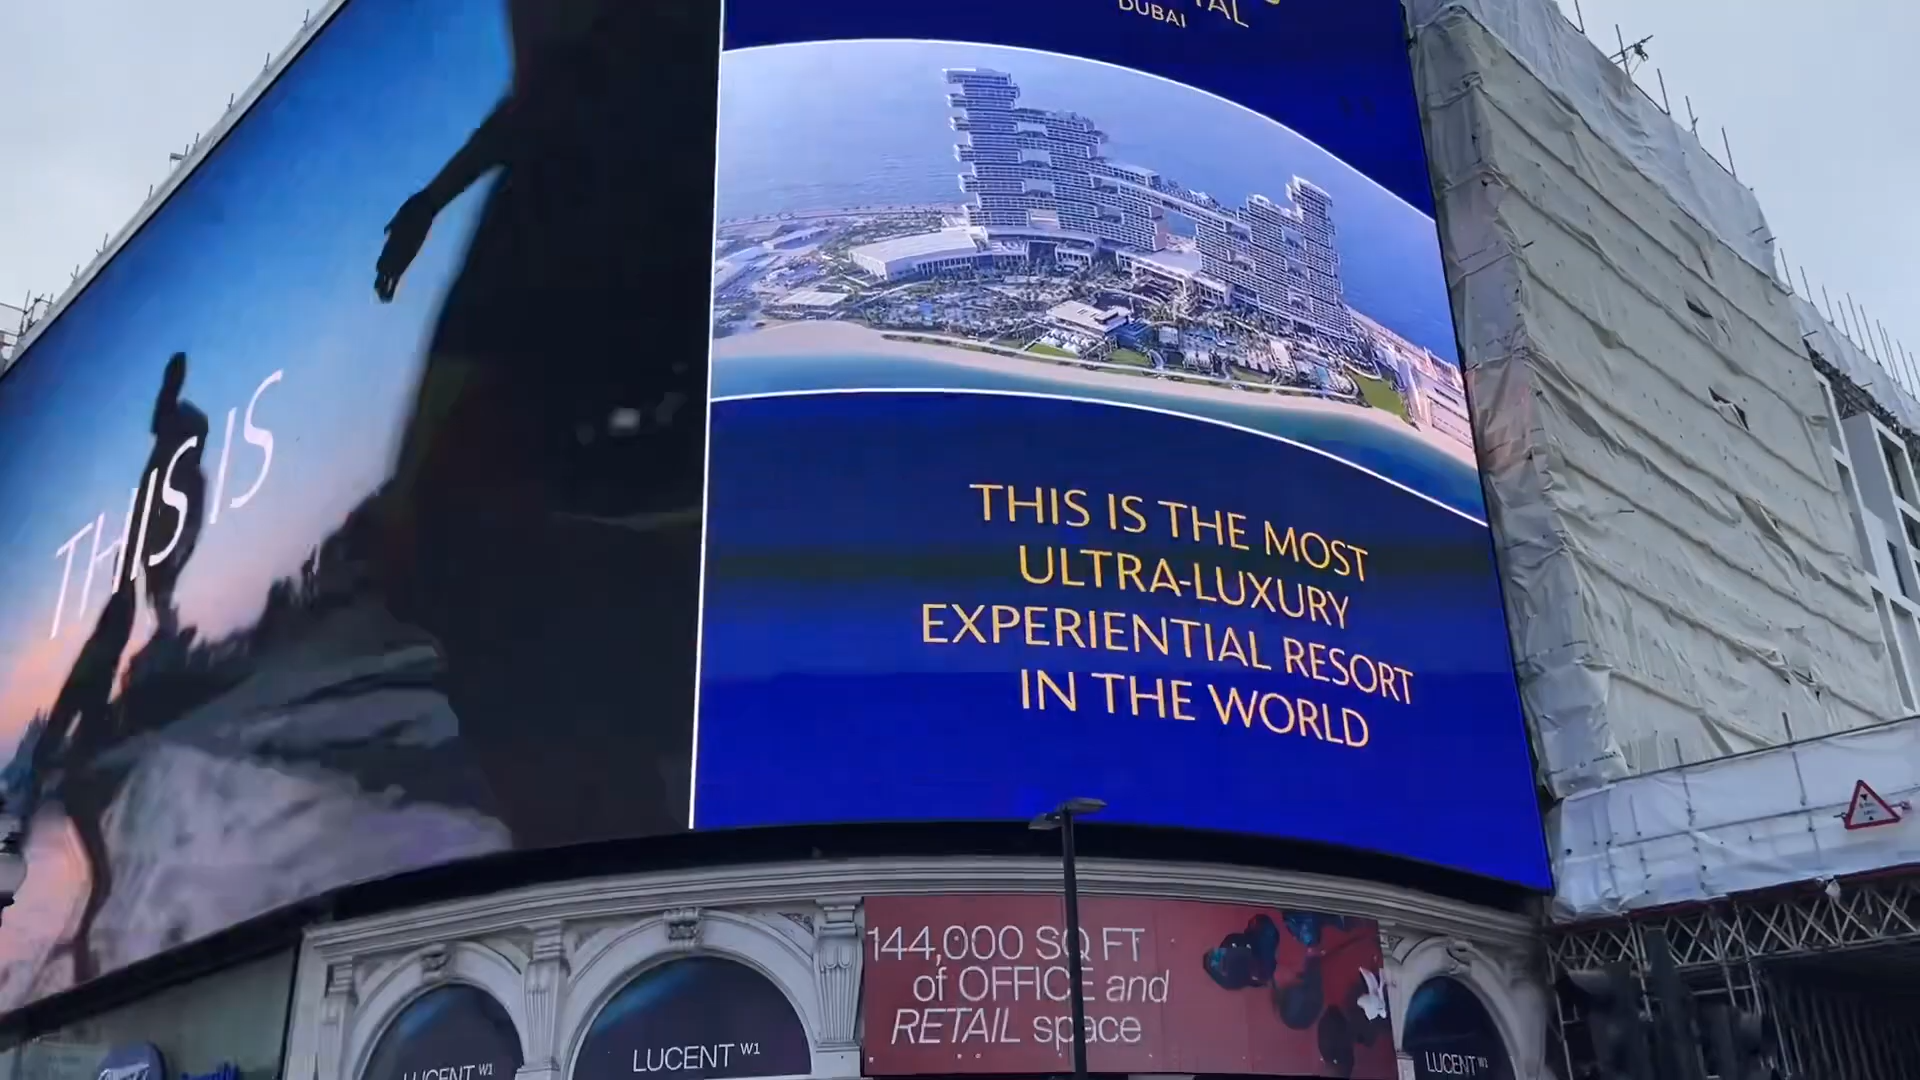 DUBAI
THIS IS
THIS IS THE MOST
ULTRA-LUXURY
EXPERIENTIAL RESORT
IN THE WORLD
144,000 SQ FT
of OFFICE and
RETAIL space
LUCENT W1
LUCENT W1
LUCENT W1